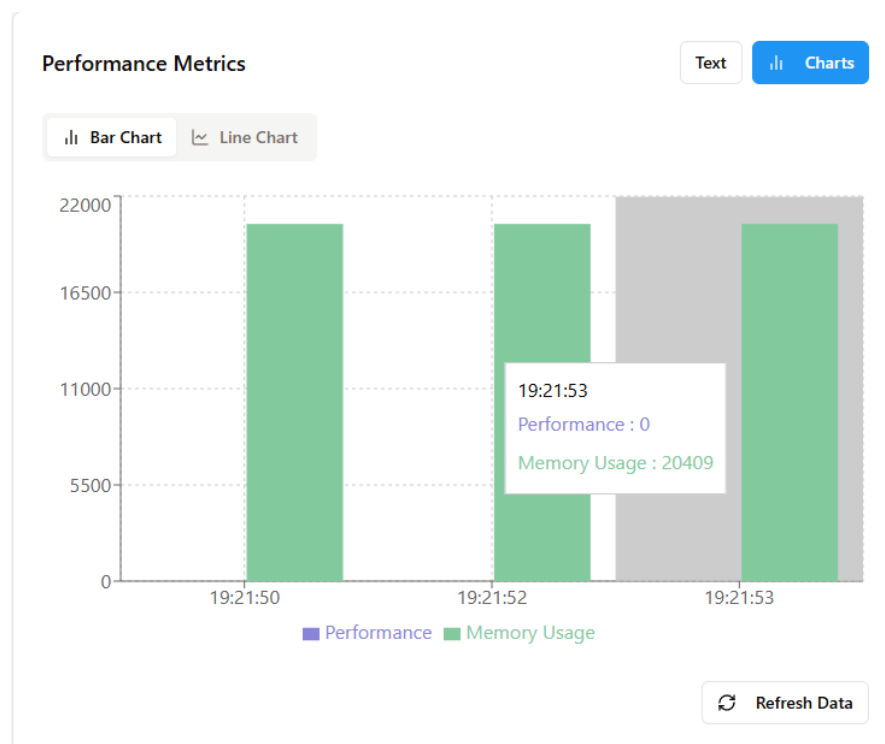 Performance Metrics
Text
Charts
Bar Chart
Line Chart
22000
16500
11000
5500
0
19:21:53
Performance : 0
Memory Usage : 20409
19:21:50
19:21:52
19:21:53
Performance
Memory Usage
Refresh Data